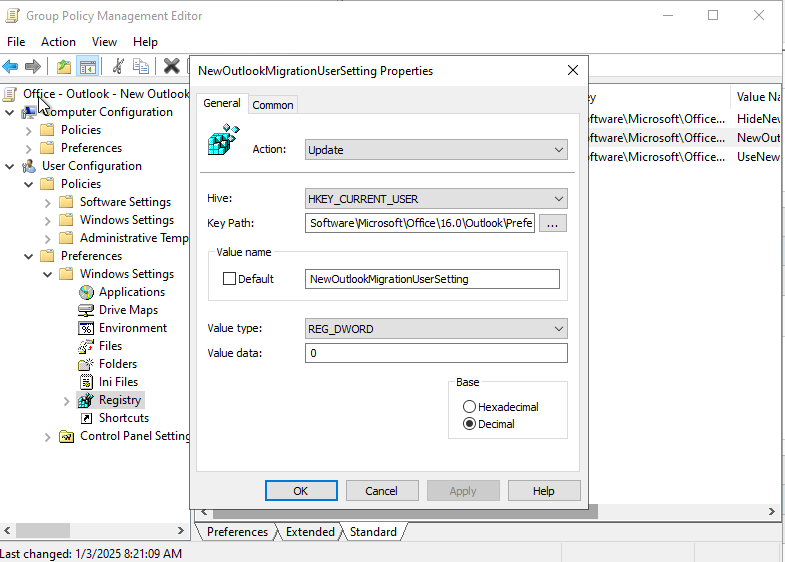 Group Policy Management Editor
File Action View Help
Office - Outlook - New Outlook
Computer Configuration
Policies
Preferences
User Configuration
Policies
Software Settings
Windows Settings
Administrative Temp
Preferences
Windows Settings
Applications
Drive Maps
Environment
Files
Folders
Ini Files
Registry
Shortcuts
Control Panel Setting
NewOutlookMigrationUserSetting Properties
General Common
Action: Update
Hive: HKEY_CURRENT_USER
Key Path: Software\Microsoft\Office\16.0\Outlook\Prefe ...
Value name
Default NewOutlookMigrationUserSetting
Value type: REG_DWORD
Value data: 0
Base
Hexadecimal
Decimal
OK Cancel Apply Help
ey Value Na
ftware\Microsoft\Office... HideNew
ftware\Microsoft\Office... NewOut
ftware\Microsoft\Office... UseNew
Preferences Extended Standard
Last changed: 1/3/2025 8:21:09 AM